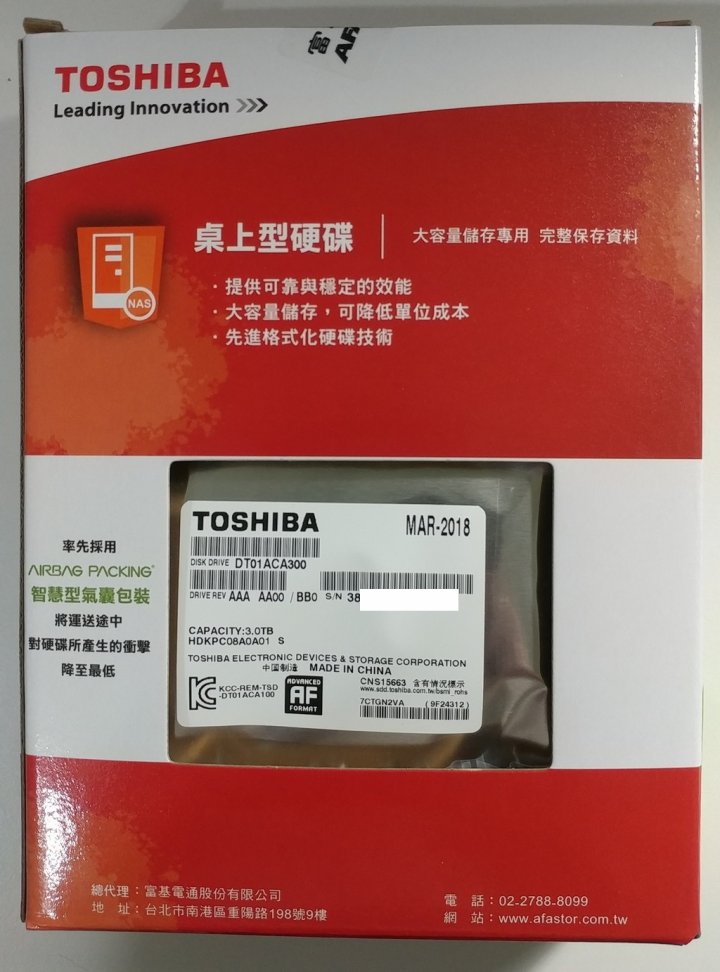 富
AF
TOSHIBA
Leading Innovation >>>
NAS
桌上型硬碟
大容量儲存專用 完整保存資料
·提供可靠與穩定的效能
·大容量儲存，可降低單位成本
·先進格式化硬碟技術
率先採用
AIRBAG PACKING®
智慧型氣囊包裝
將運送途中
對硬碟所產生的衝擊
降至最低
TOSHIBA MAR-2018
DISK DRIVE DT01ACA300
DRIVE REV AAA AA00 / BB0 S/N 38
CAPACITY:3.0TB
HDKPC08A0A01 S
TOSHIBA ELECTRONIC DEVICES & STORAGE CORPORATION
中国制造 MADE IN CHINA
KCC-REM-TSD
-DT01ACA100
ADVANCED
AF
FORMAT
CNS15663 含有情況標示
www.sdd.toshiba.com.tw/bsmi_rohs
7CTGN2VA (9F24312)
總代理：富基電通股份有限公司
地 址：台北市南港區重陽路198號9樓
電 話：02-2788-8099
網 站：www.afastor.com.tw